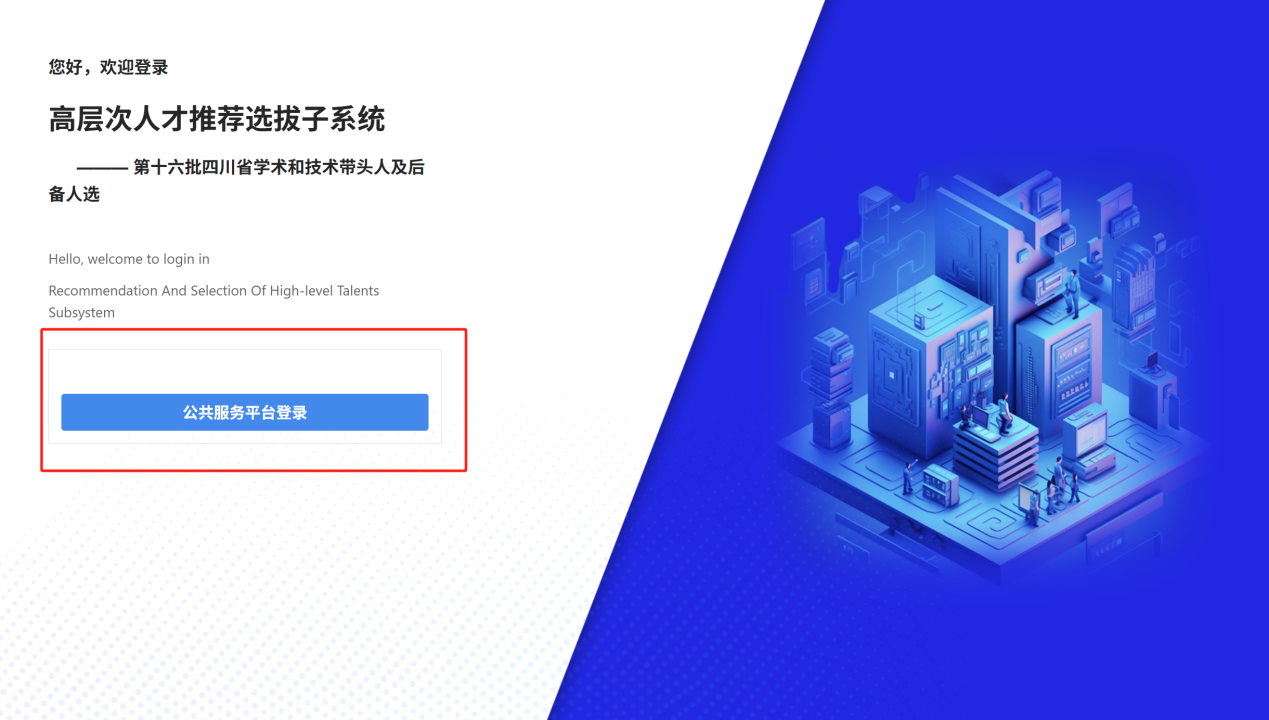 您好，欢迎登录
高层次人才推荐选拔子系统
——— 第十六批四川省学术和技术带头人及后
备人选
Hello, welcome to login in
Recommendation And Selection Of High-level Talents
Subsystem
公共服务平台登录